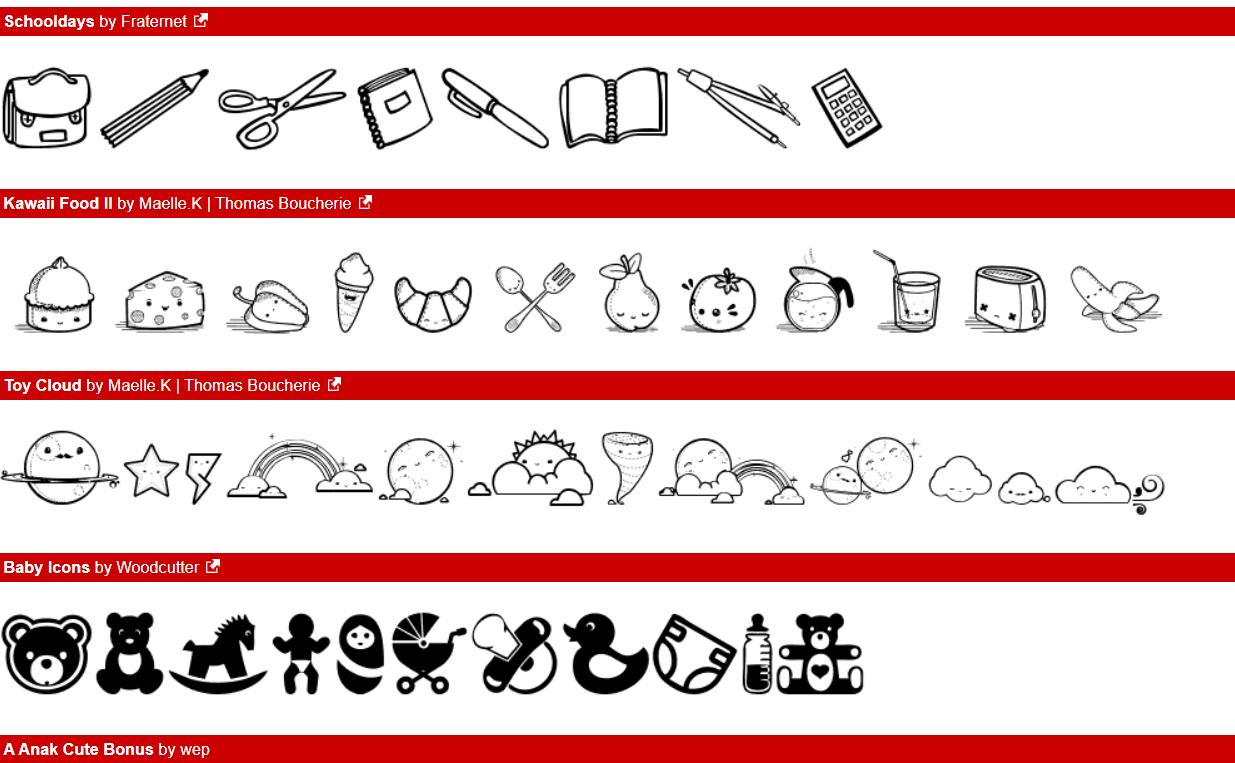 Schooldays by Fraternet
Kawaii Food II by Maelle.K | Thomas Boucherie
Toy Cloud by Maelle.K | Thomas Boucherie
Baby Icons by Woodcutter
A Anak Cute Bonus by wep